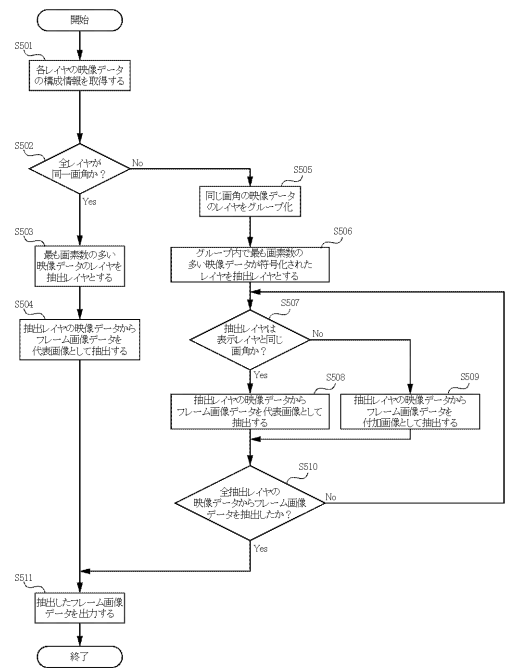 開始
S501
各レイヤの映像データ
の構成情報を取得する
S502
全レイヤが
同一画角か？
No
Yes
S503
最も画素数の多い
映像データのレイヤを
抽出レイヤとする
S504
抽出レイヤの映像データから
フレーム画像データを
代表画像として抽出する
S505
同じ画角の映像データ
のレイヤをグループ化
S506
グループ内で最も画素数の
多い映像データが符号化された
レイヤを抽出レイヤとする
S507
抽出レイヤは
表示レイヤと同じ
画角か？
No
Yes
S508
抽出レイヤの映像データから
フレーム画像データを代表画像として
抽出する
S509
抽出レイヤの映像データから
フレーム画像データを
付加画像として抽出する
S510
全抽出レイヤの
映像データからフレーム画像
データを抽出したか？
No
Yes
S511
抽出したフレーム画像
データを出力する
終了